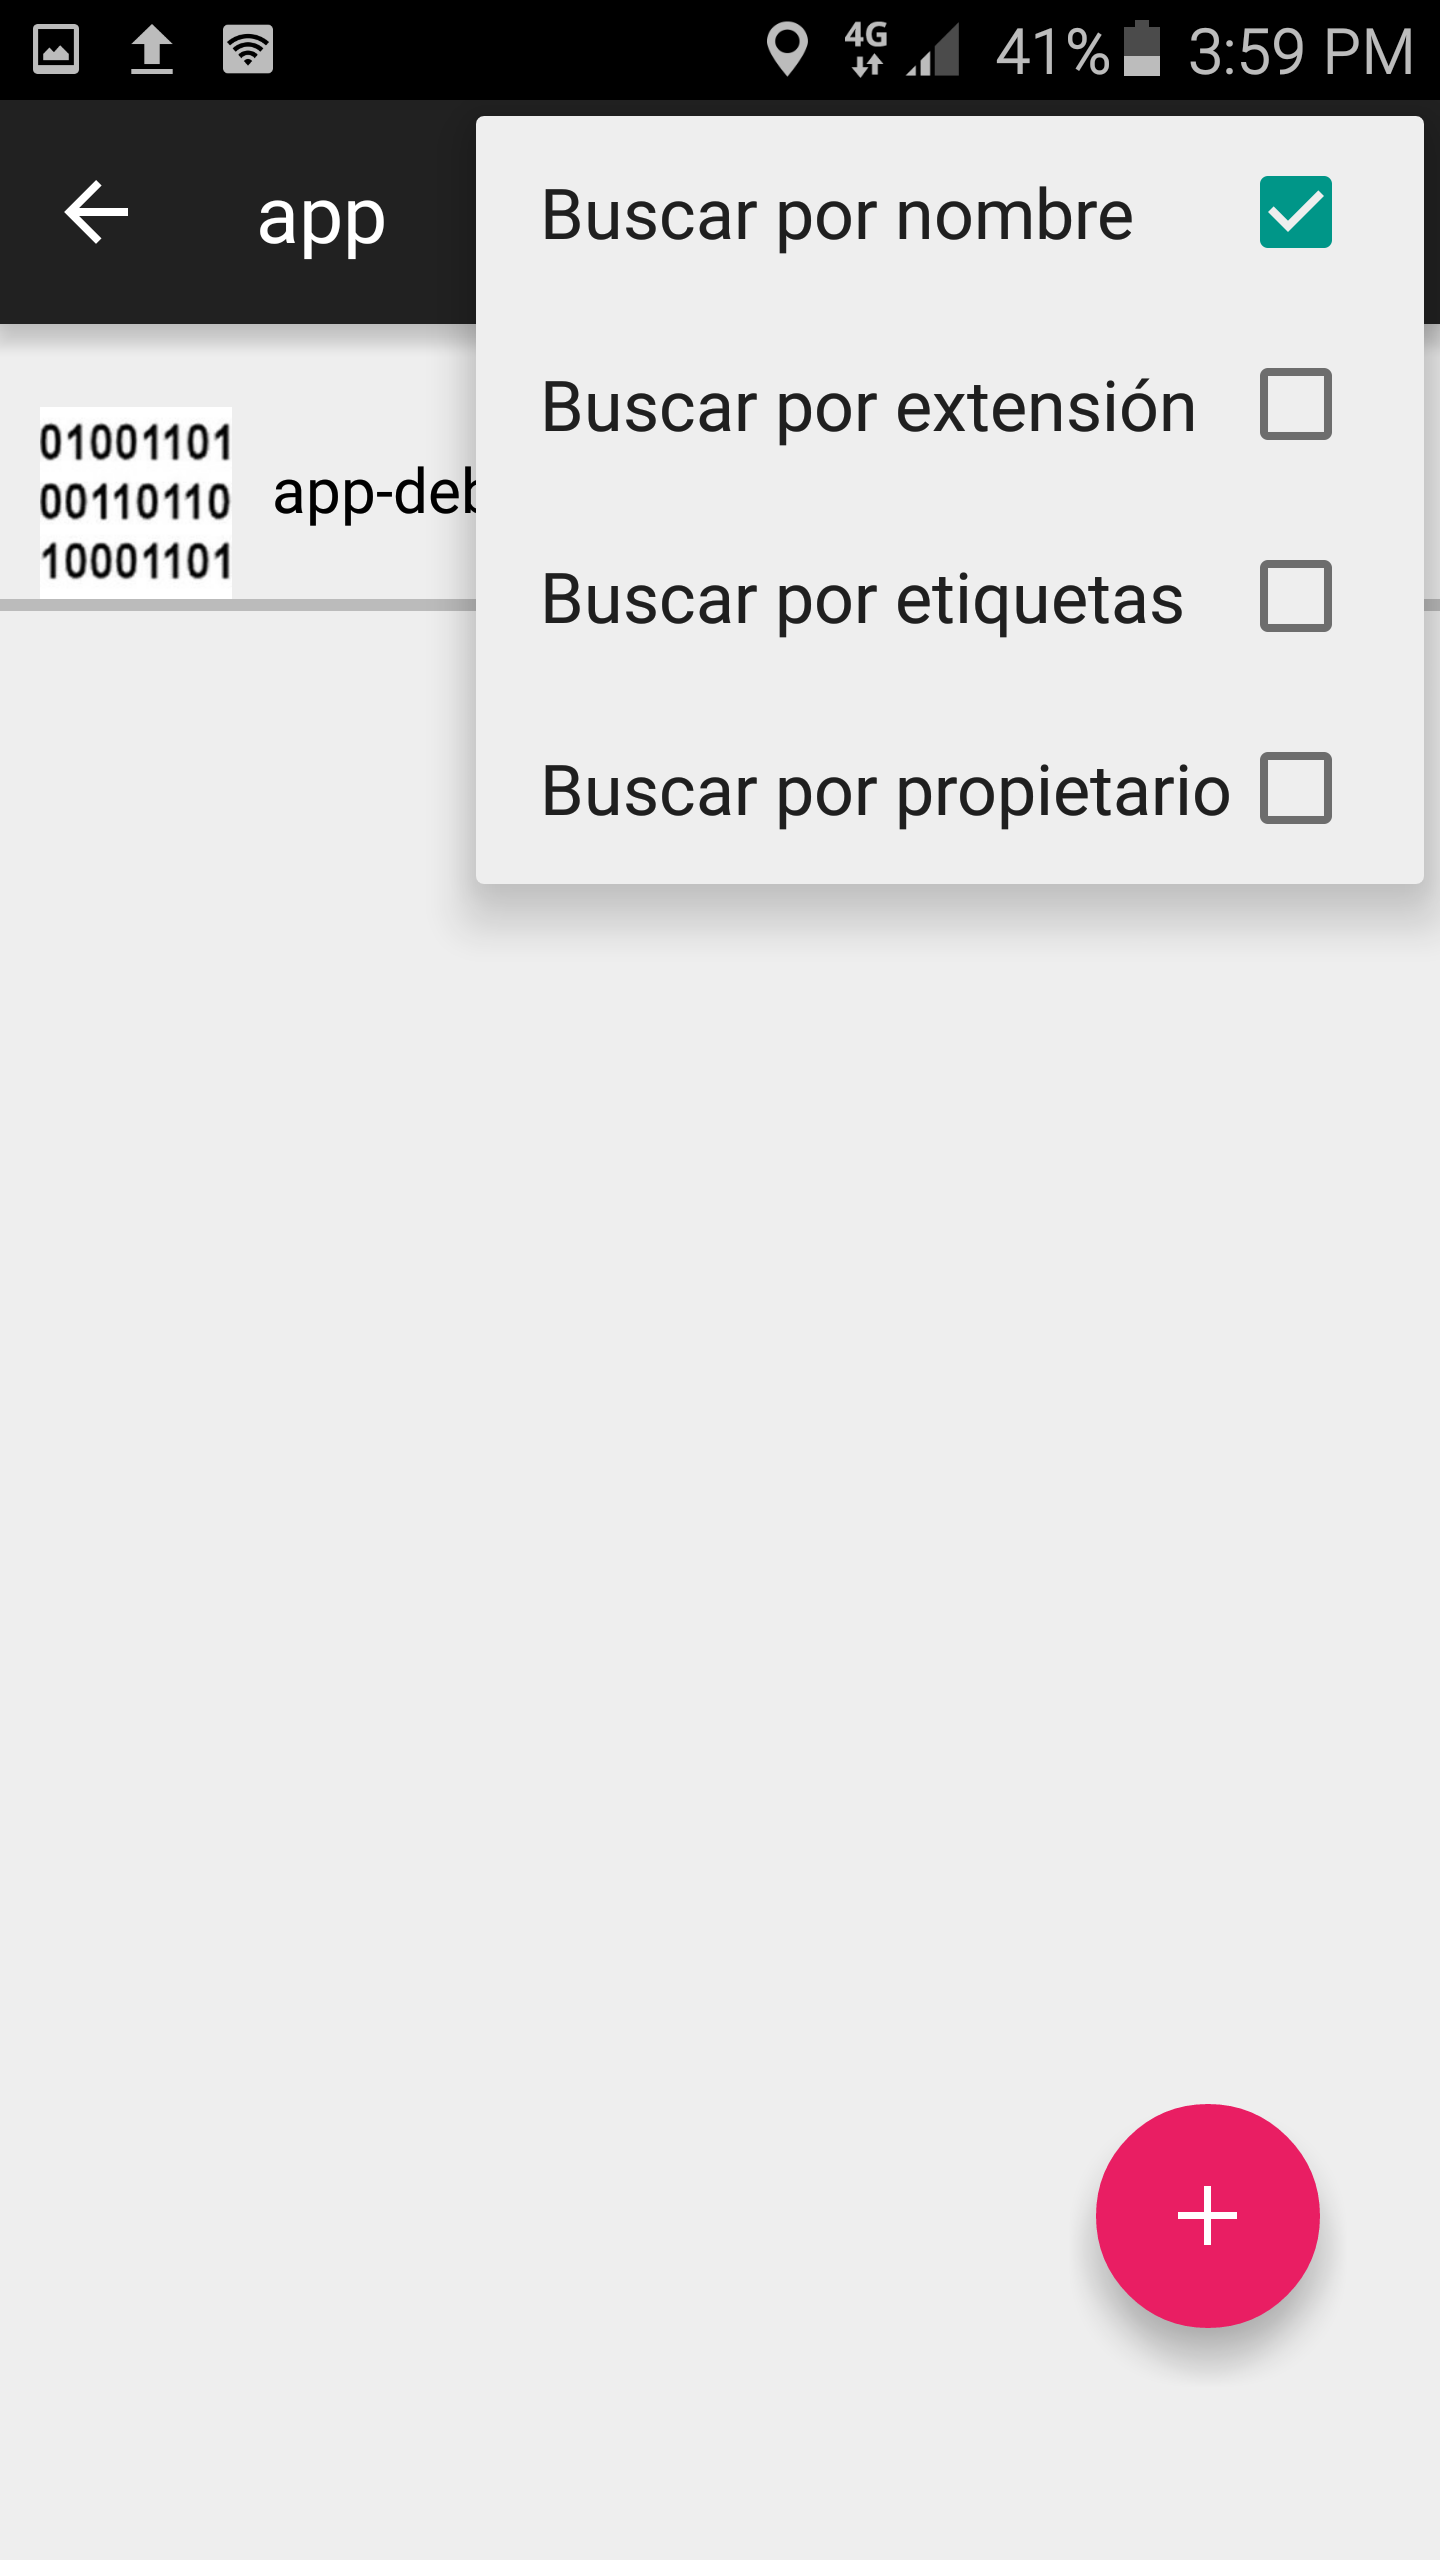 4G 41% 3:59 PM
app
Buscar por nombre
Buscar por extensión
Buscar por etiquetas
Buscar por propietario
01001101
00110110
10001101
app-deb